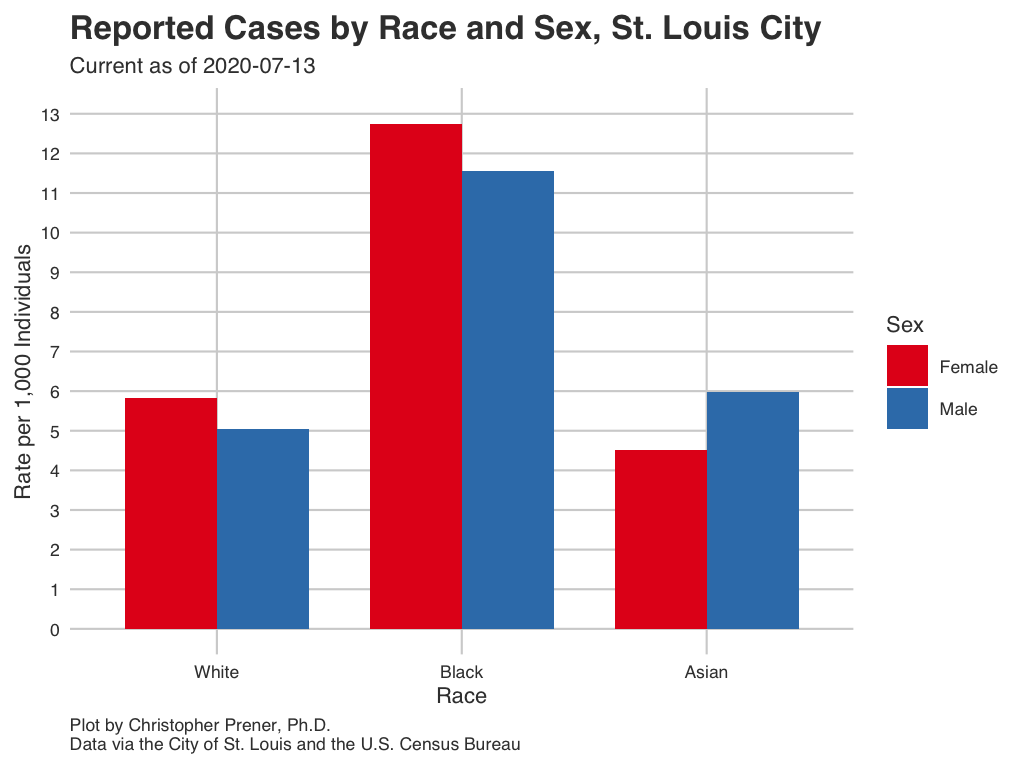 Reported Cases by Race and Sex, St. Louis City
Current as of 2020-07-13
Rate per 1,000 Individuals
13
12
11
10
9
8
7
6
5
4
3
2
1
0
White Black Asian
Race
Sex
Female
Male
Plot by Christopher Prener, Ph.D.
Data via the City of St. Louis and the U.S. Census Bureau